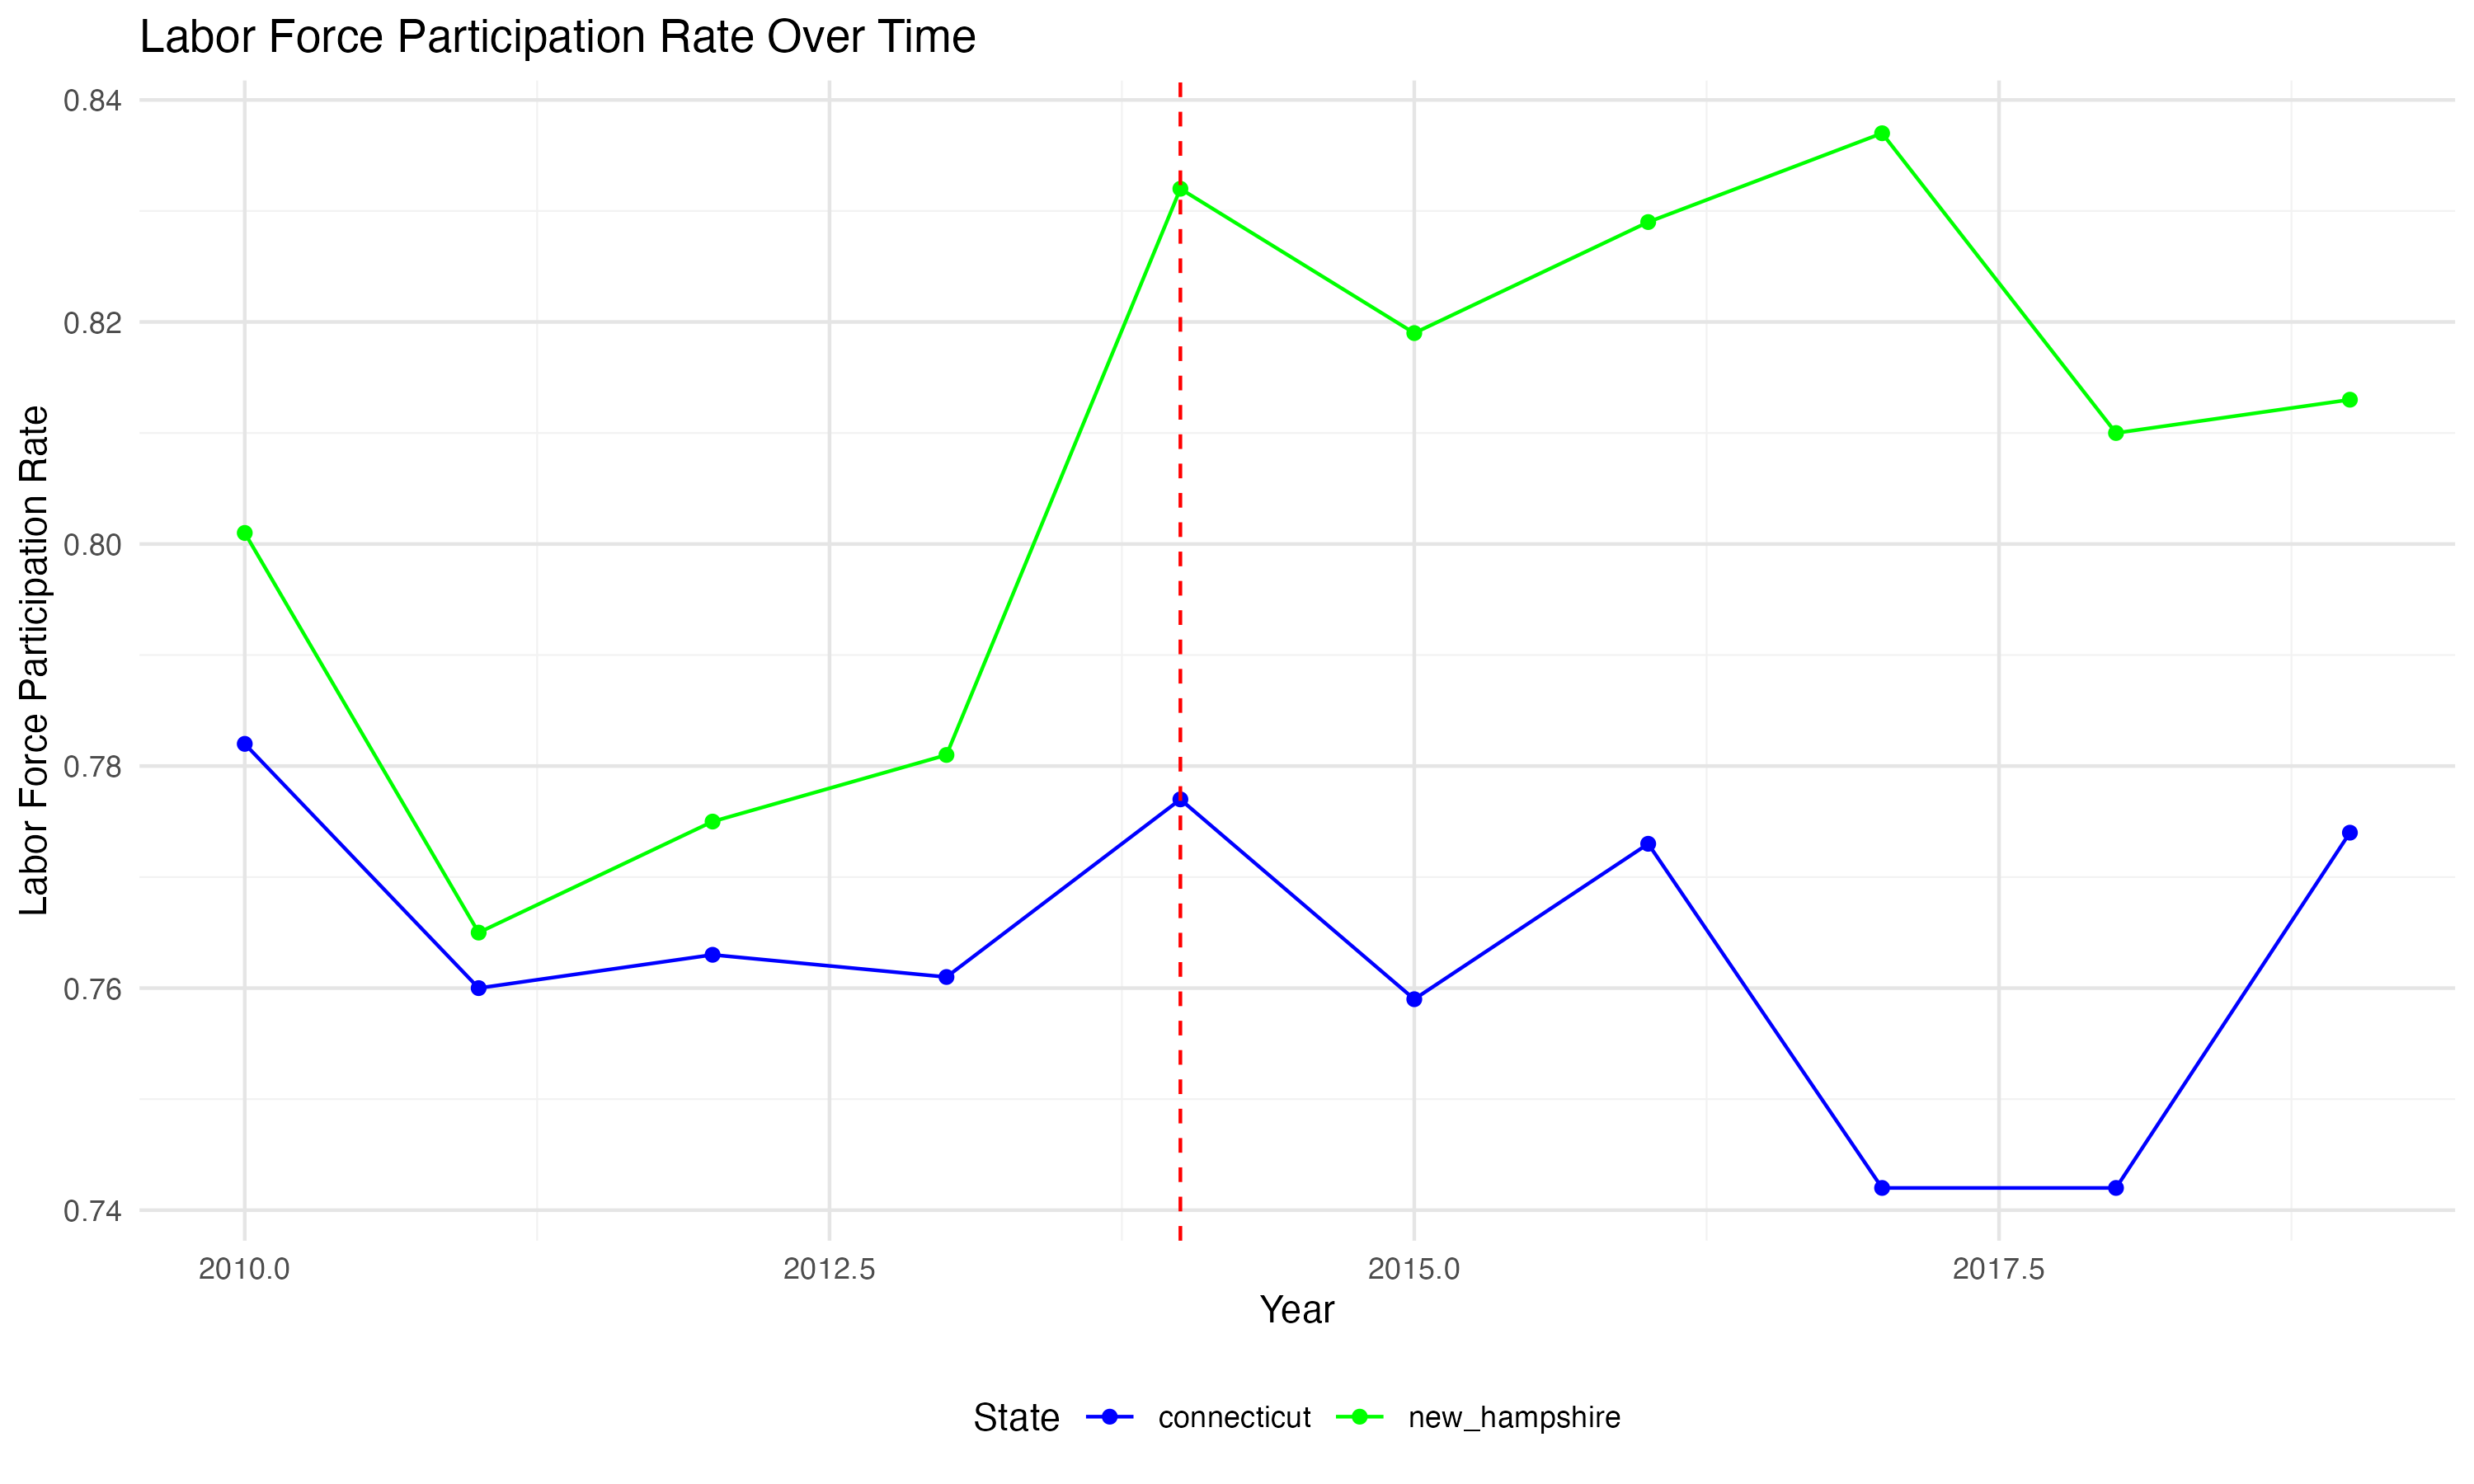 Labor Force Participation Rate Over Time
0.84
0.82
0.80
0.78
0.76
0.74
Labor Force Participation Rate
2010.0 2012.5 2015.0 2017.5
Year
State connecticut new_hampshire